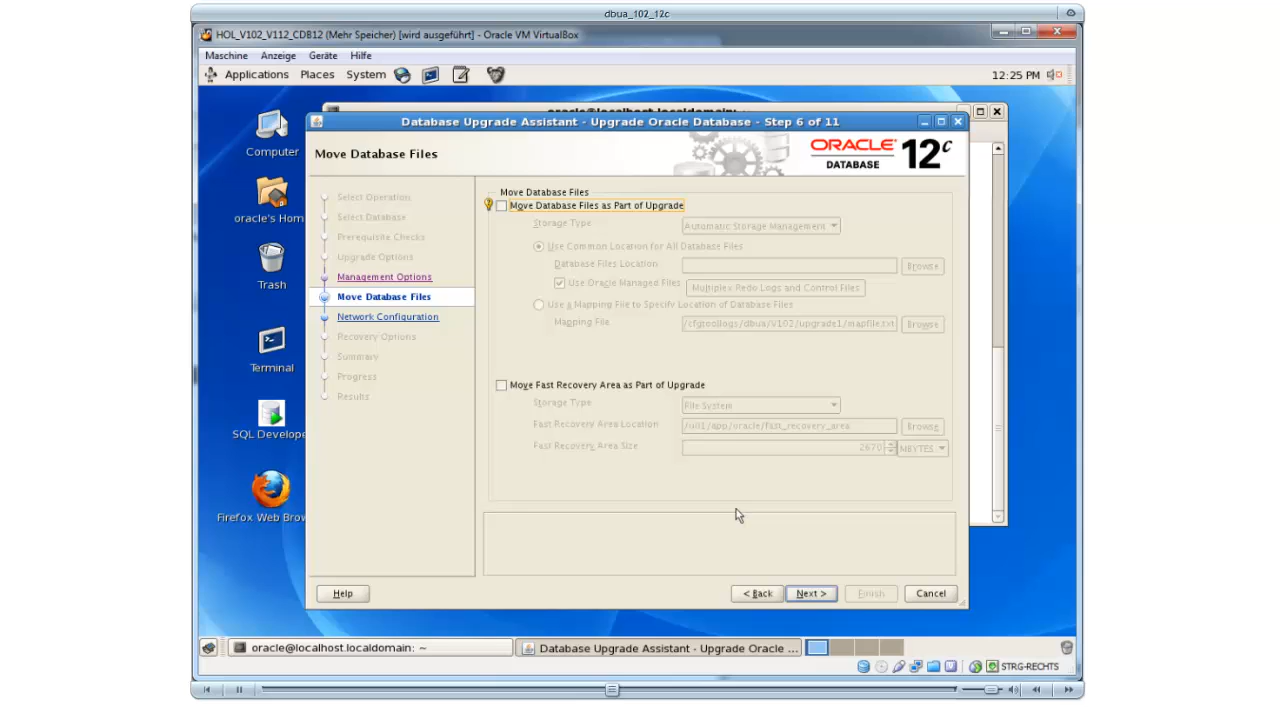 dbua_102_12c
HOL_V102_V112_CDB12 (Mehr Speicher) [wird ausgeführt] - Oracle VM VirtualBox
Maschine Anzeige Geräte Hilfe
Applications Places System 12:25 PM
oracle@localhost.localdomain: ~
Database Upgrade Assistant - Upgrade Oracle Database - Step 6 of 11
Move Database Files
ORACLE
DATABASE
12c
Computer
oracle's Hom
Trash
Terminal
SQL Develope
Firefox Web Brow
Select Operation
Select Database
Prerequisite Checks
Upgrade Options
Management Options
Move Database Files
Network Configuration
Recovery Options
Summary
Progress
Results
Move Database Files
Move Database Files as Part of Upgrade
Storage Type Automatic Storage Management
Use Common Location for All Database Files
Database Files Location Browse
Use Oracle Managed Files Multiplex Redo Logs and Control Files
Use a Mapping File to Specify Location of Database Files
Mapping File /cfgtoollogs/dbua/V102/upgrade1/mapfile.txt Browse
Move Fast Recovery Area as Part of Upgrade
Storage Type File System
Fast Recovery Area Location /u01/app/oracle/fast_recovery_area Browse
Fast Recovery Area Size 2670 MBYTES
Help < Back Next > Finish Cancel
oracle@localhost.localdomain: ~ Database Upgrade Assistant - Upgrade Oracle ...
STRG-RECHTS